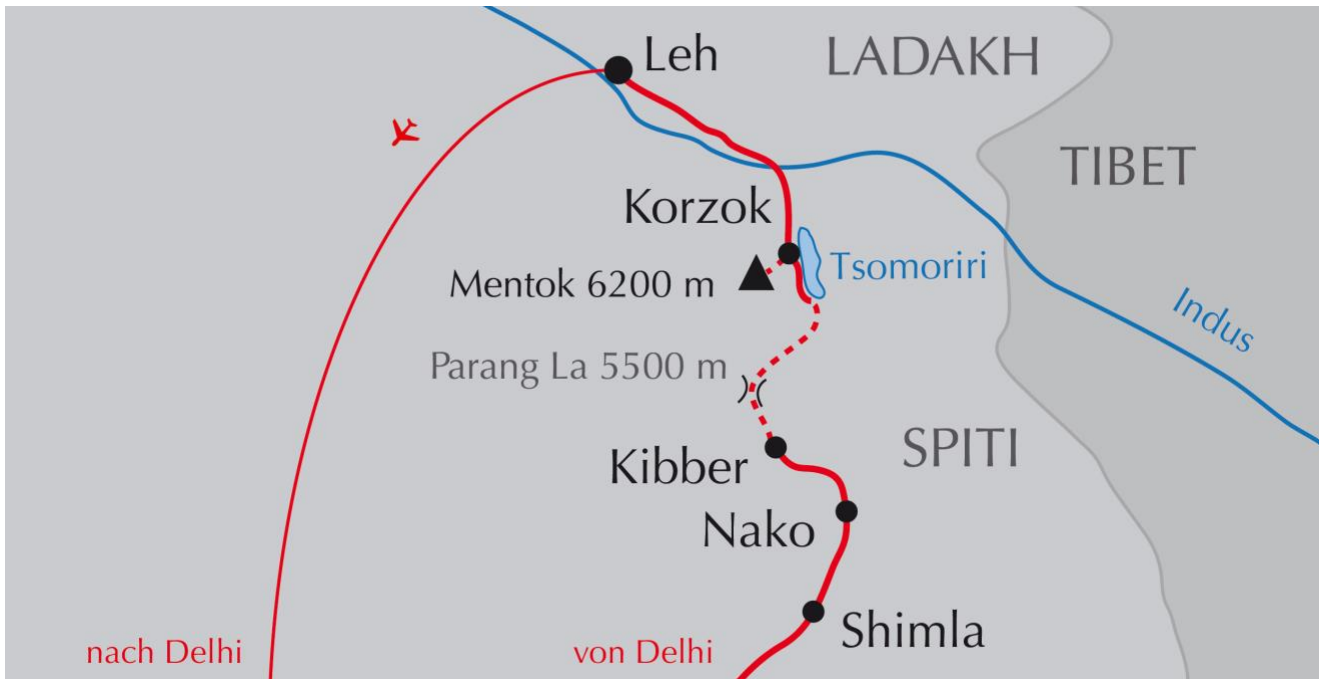 Leh
LADAKH
TIBET
Korzok
Tsomoriri
Mentok 6200 m
Indus
Parang La 5500 m
SPITI
Kibber
Nako
Shimla
nach Delhi
von Delhi